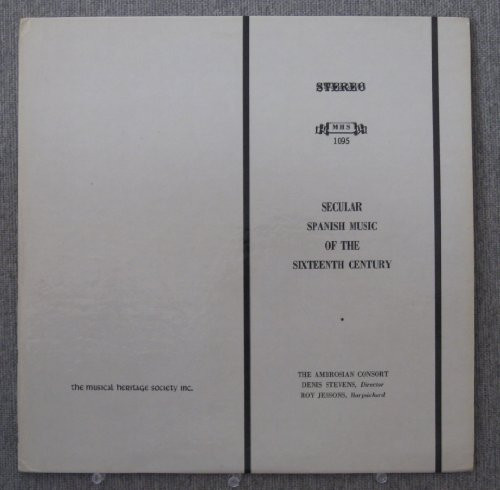 STEREO
MHS
1095
SECULAR
SPANISH MUSIC
OF THE
SIXTEENTH CENTURY
THE AMBROSIAN CONSORT
DENIS STEVENS, Director
ROY JESSONS, Harpsichord
the musical heritage society inc.